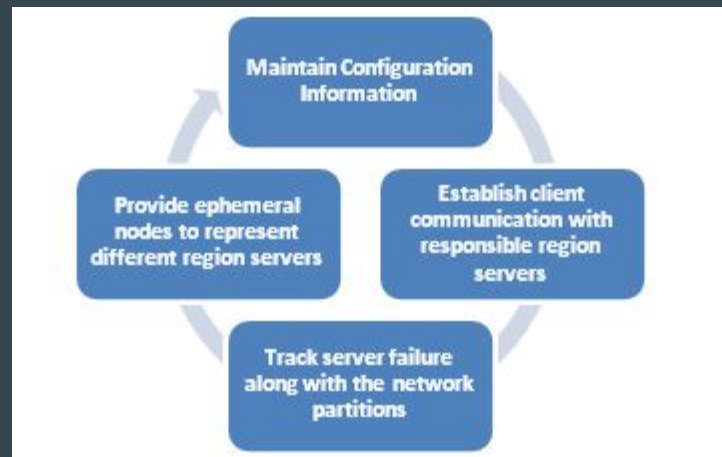 Maintain Configuration
Information
Establish client
communication with
responsible region
servers
Track server failure
along with the network
partitions
Provide ephemeral
nodes to represent
different region servers